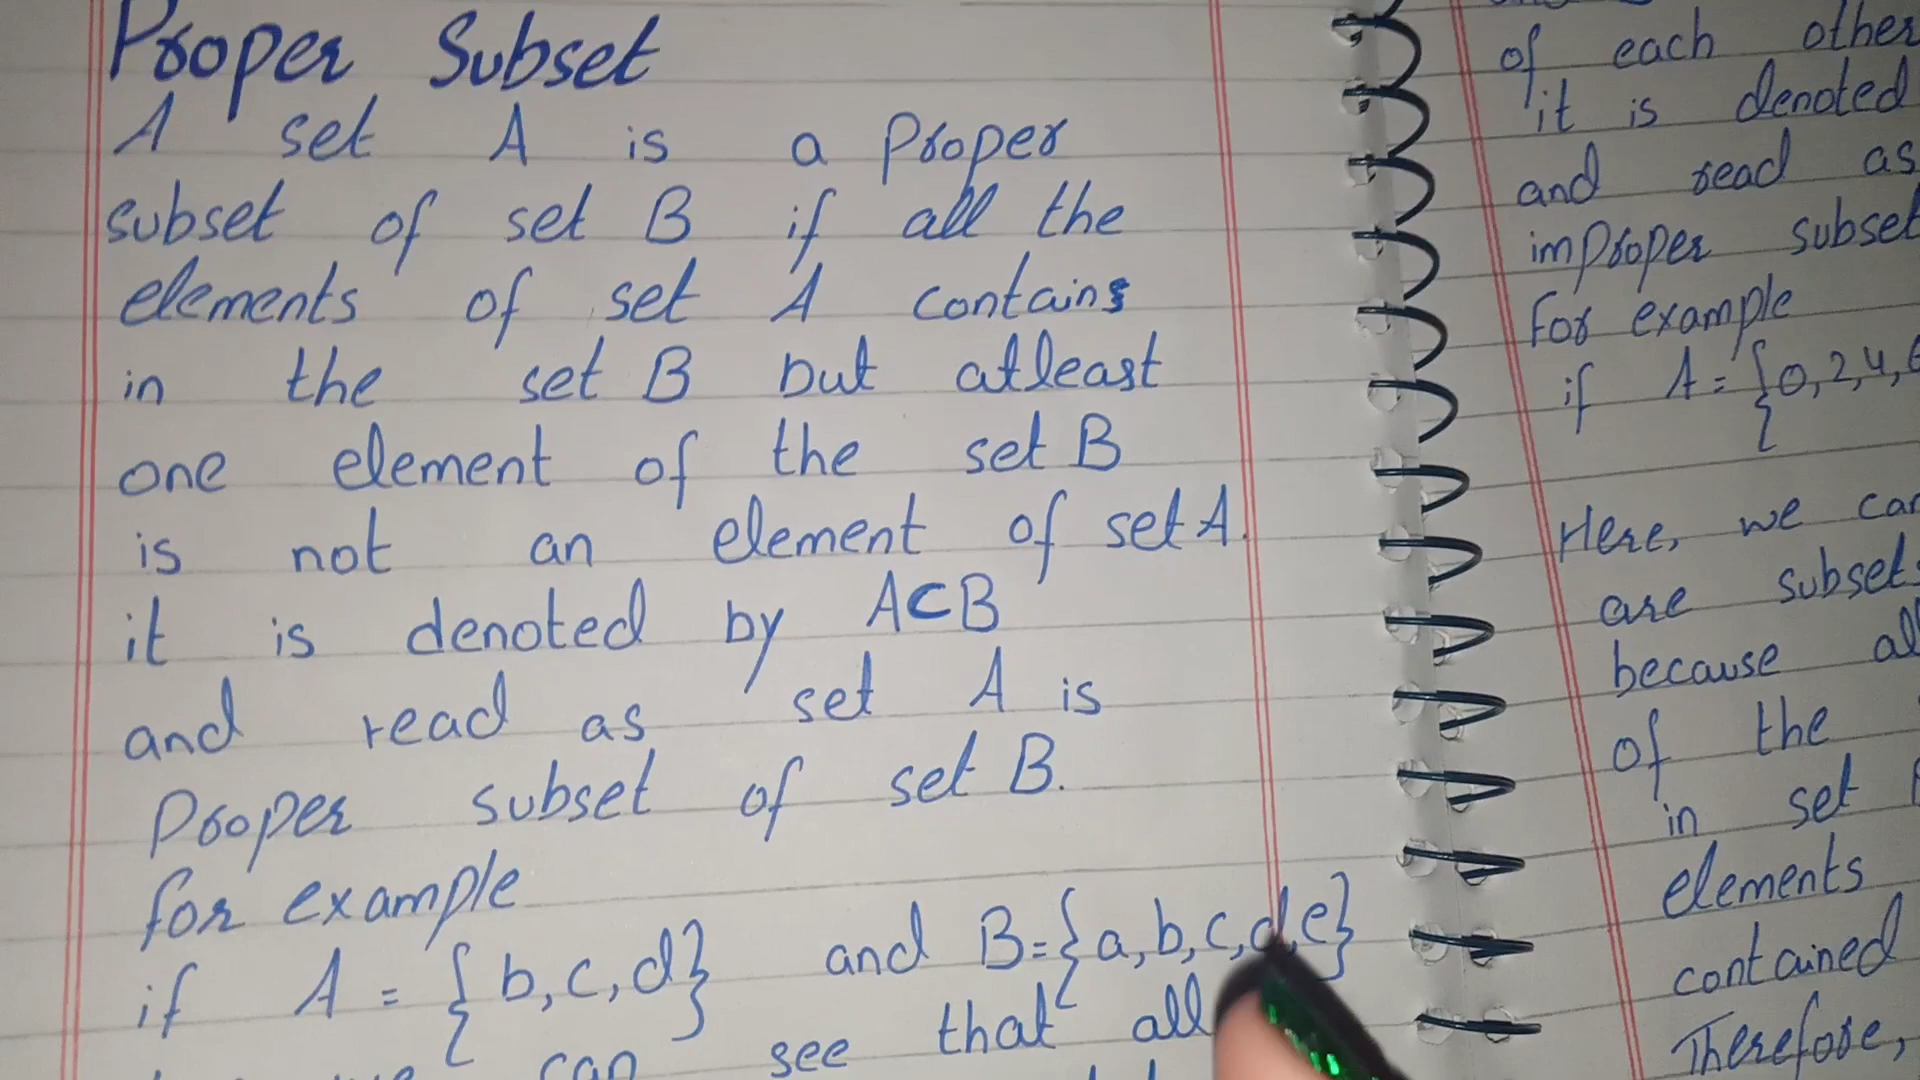 Proper Subset
A set A is a proper
subset of set B if all the
elements of set A contains
in the set B but atleast
one element of the set B
is not an element of set A.
it is denoted by A⊂B
and read as set A is
Proper subset of set B.
for example
if A = {b,c,d} and B={a,b,c,d,e}
can see that all
of each other
it is denoted
and read as
improper subset
For example
if A = {0,2,4,
Here, we can
are subset
because
of the
in set
elements
contained
Therefore,